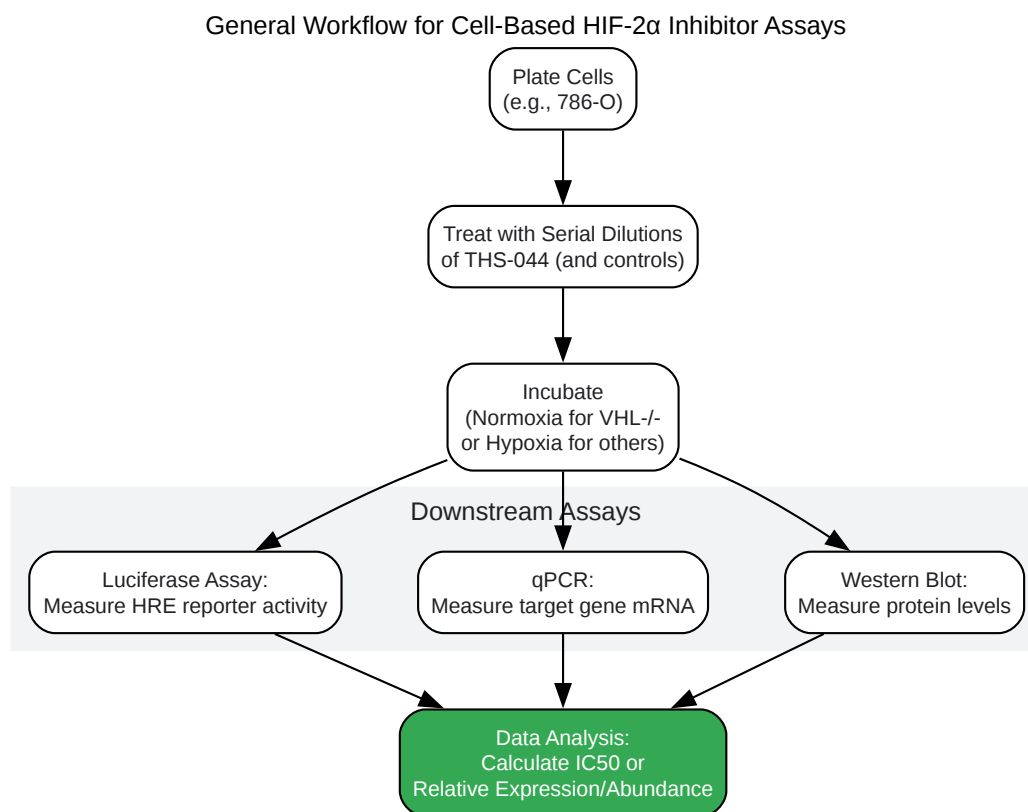 General Workflow for Cell-Based HIF-2α Inhibitor Assays
Plate Cells
(e.g., 786-O)
Treat with Serial Dilutions
of THS-044 (and controls)
Incubate
(Normoxia for VHL-/-
or Hypoxia for others)
Downstream Assays
Luciferase Assay:
Measure HRE reporter activity
qPCR:
Measure target gene mRNA
Western Blot:
Measure protein levels
Data Analysis:
Calculate IC50 or
Relative Expression/Abundance